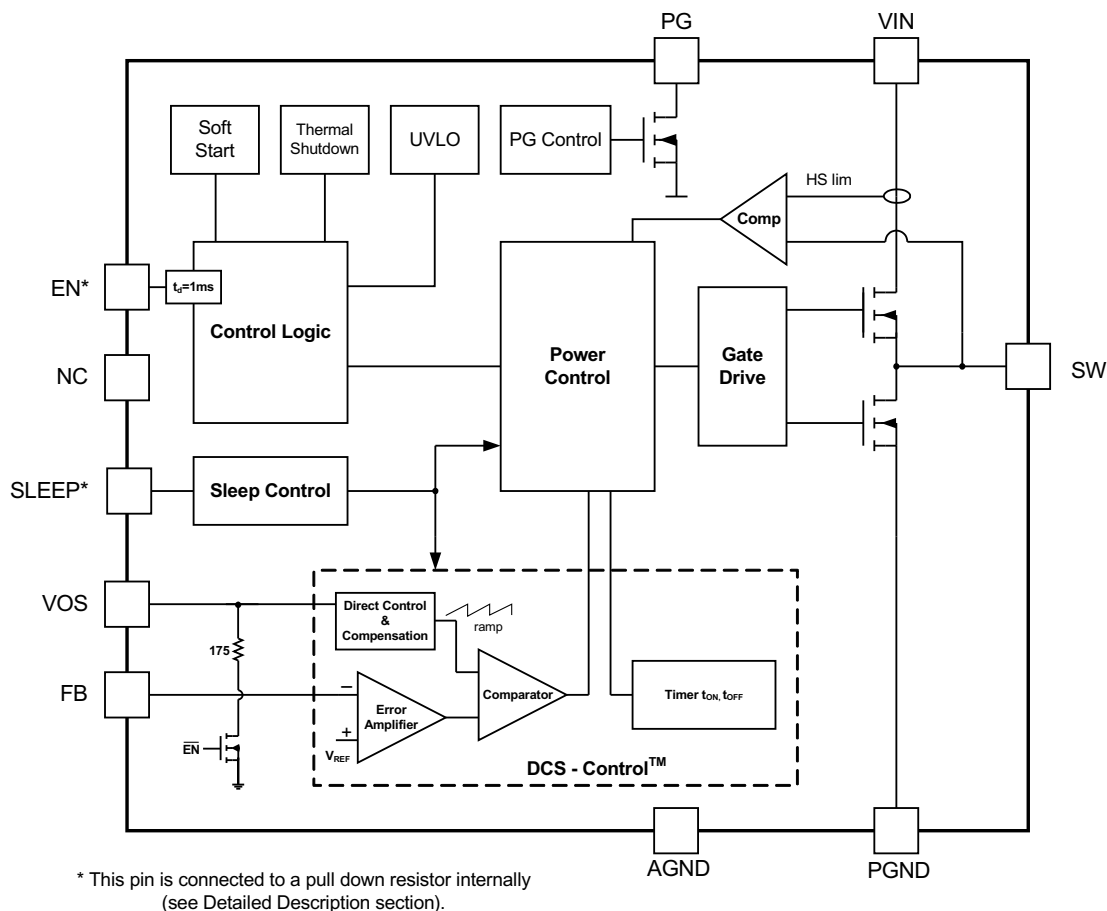 PG
VIN
Soft
Start
Thermal
Shutdown
UVLO
PG Control
HS lim
Comp
EN*
td=1ms
Control Logic
NC
Power
Control
Gate
Drive
SW
SLEEP*
Sleep Control
VOS
Direct Control
&
Compensation
ramp
175
FB
–
Error
Amplifier
+
VREF
Comparator
Timer tON, tOFF
EN
DCS - Control™
AGND
PGND
* This pin is connected to a pull down resistor internally
(see Detailed Description section).